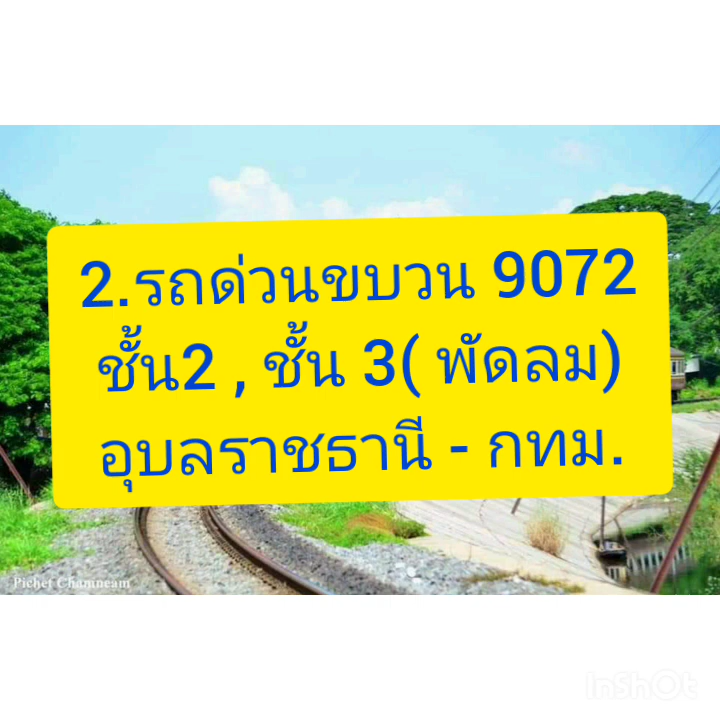 2.รถด่วนขบวน 9072
ชั้น2 , ชั้น 3( พัดลม)
อุบลราชธานี - กทม.
Pichet Chamneam
InShOt